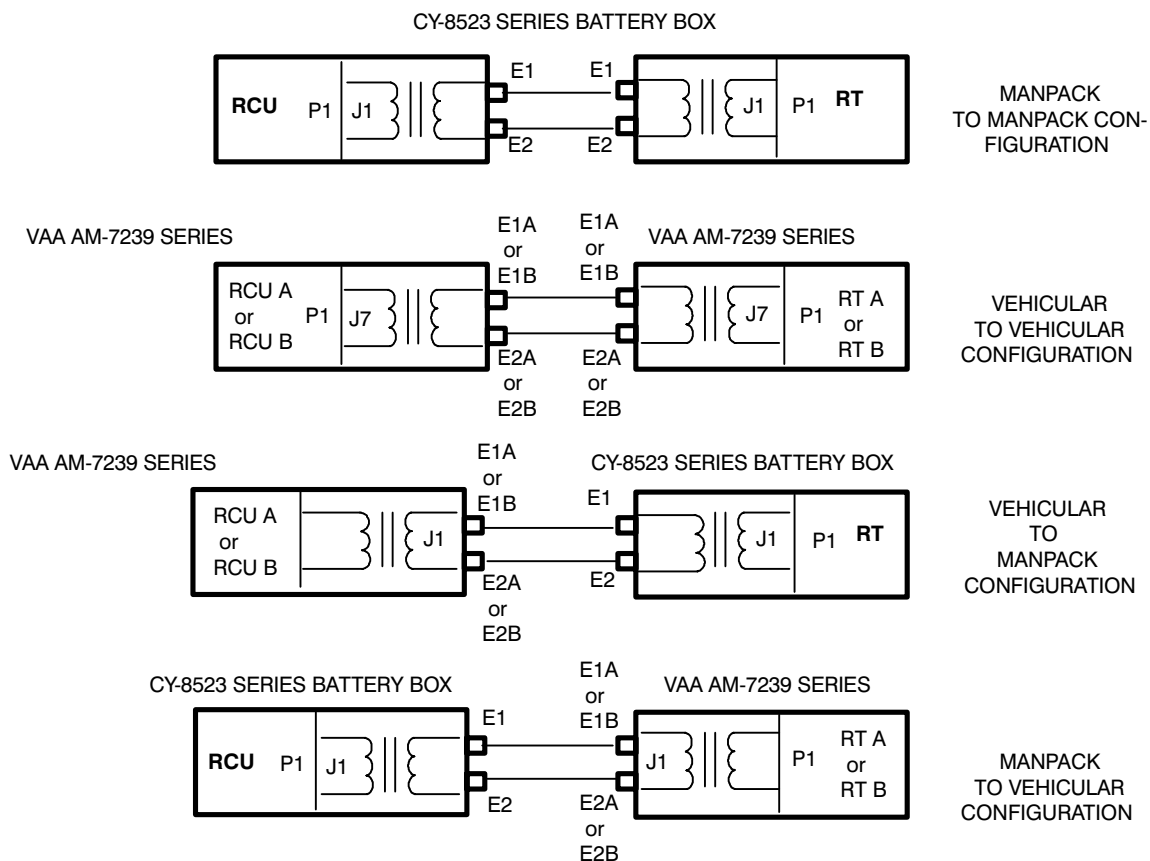 CY-8523 SERIES BATTERY BOX
E1 E1
RCU P1 J1 J1 P1 RT
E2 E2
MANPACK
TO MANPACK CON-
FIGURATION
VAA AM-7239 SERIES
E1A
or
E1B
E1A
or
E1B
VAA AM-7239 SERIES
RCU A
or
RCU B
P1 J7
J7 P1
RT A
or
RT B
E2A
or
E2B
E2A
or
E2B
VEHICULAR
TO VEHICULAR
CONFIGURATION
VAA AM-7239 SERIES
E1A
or
E1B
CY-8523 SERIES BATTERY BOX
E1
RCU A
or
RCU B
J1
J1 P1 RT
E2A
or
E2B
E2
VEHICULAR
TO
MANPACK
CONFIGURATION
CY-8523 SERIES BATTERY BOX
E1
E1A
or
E1B
VAA AM-7239 SERIES
RCU P1 J1
J1 P1
RT A
or
RT B
E2
E2A
or
E2B
MANPACK
TO VEHICULAR
CONFIGURATION